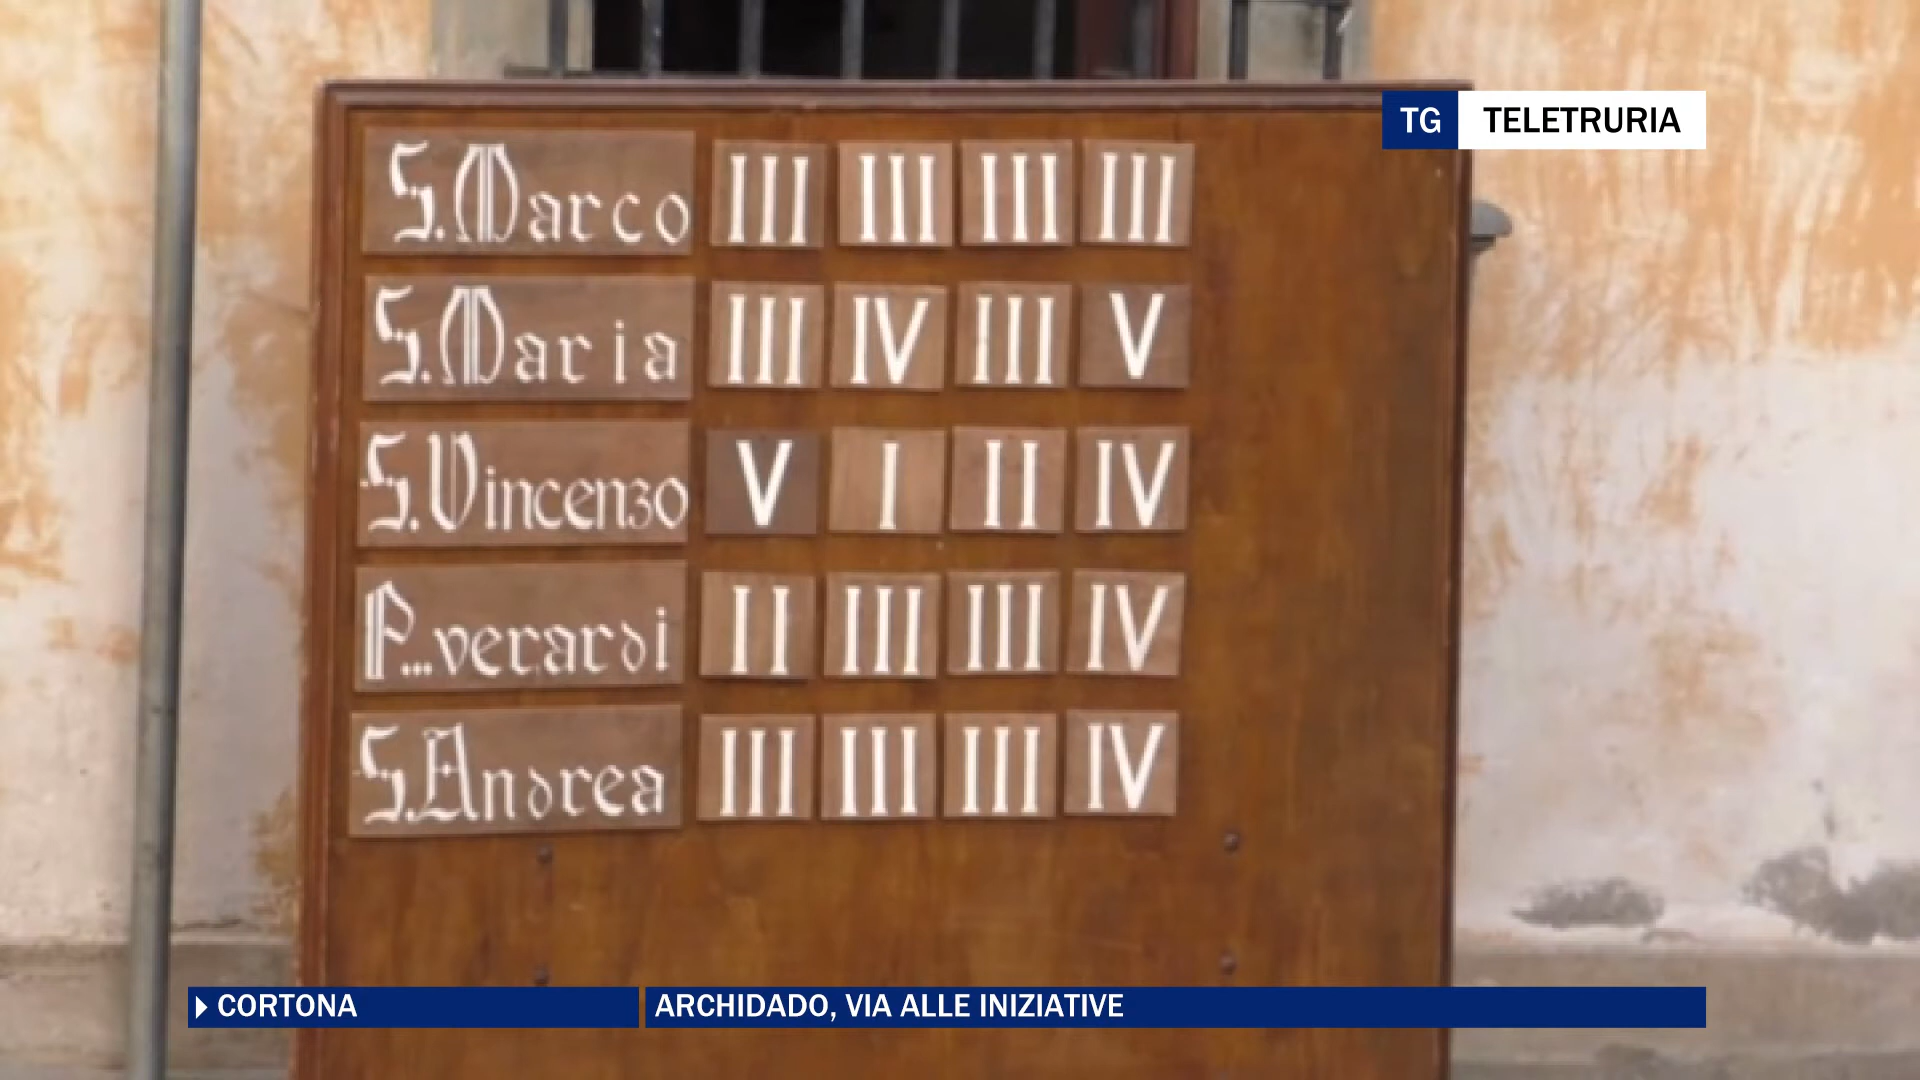 TG TELETRURIA
S. Marco III III III III
S. Maria III IV III V
S. Vincenzo V I II IV
P...verardi II III III IV
S. Andrea III III III IV
CORTONA ARCHIDADO, VIA ALLE INIZIATIVE